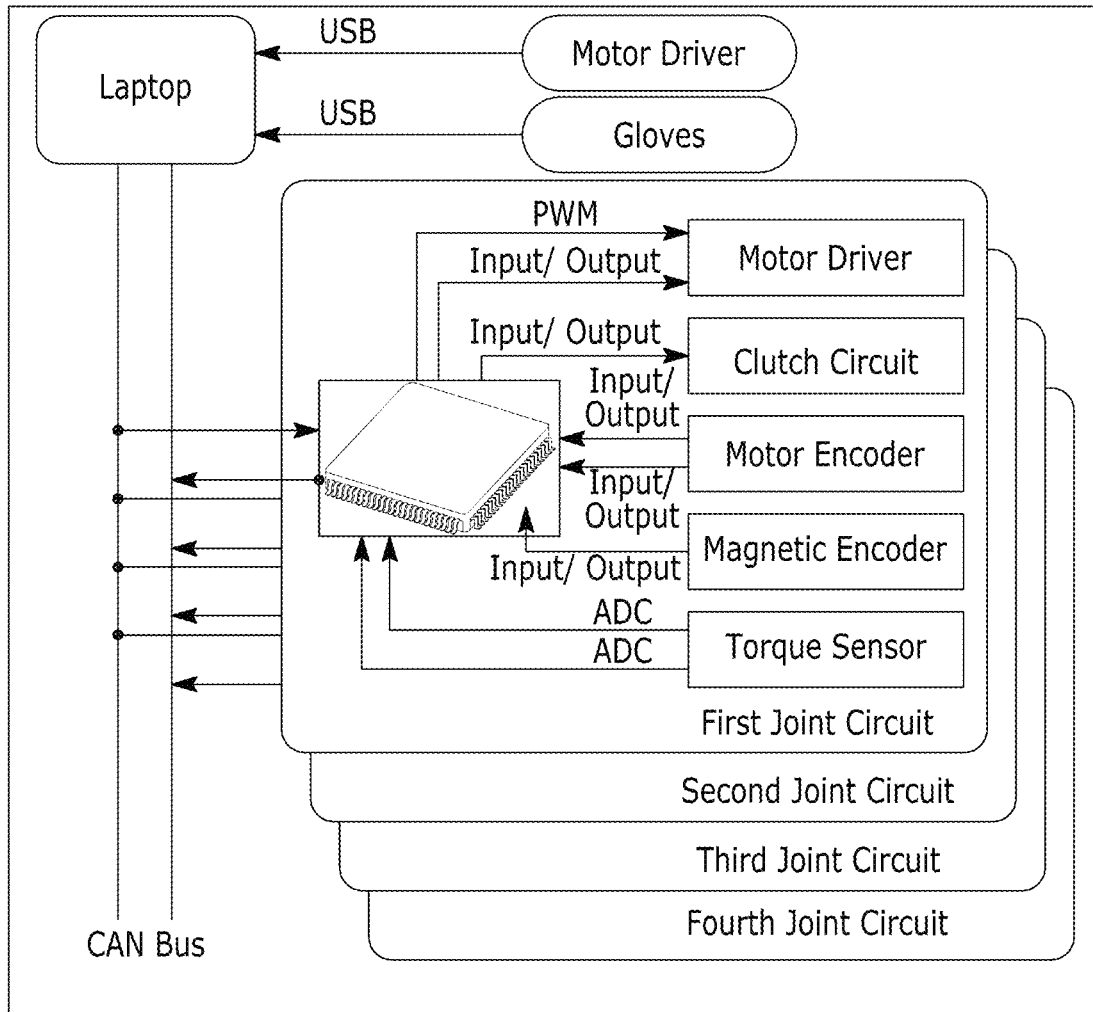 USB
Motor Driver
Laptop
USB
Gloves
PWM
Motor Driver
Input/ Output
Input/ Output
Clutch Circuit
Input/
Output
Motor Encoder
Input/
Output
Magnetic Encoder
Input/ Output
ADC
ADC
Torque Sensor
First Joint Circuit
Second Joint Circuit
Third Joint Circuit
Fourth Joint Circuit
CAN Bus